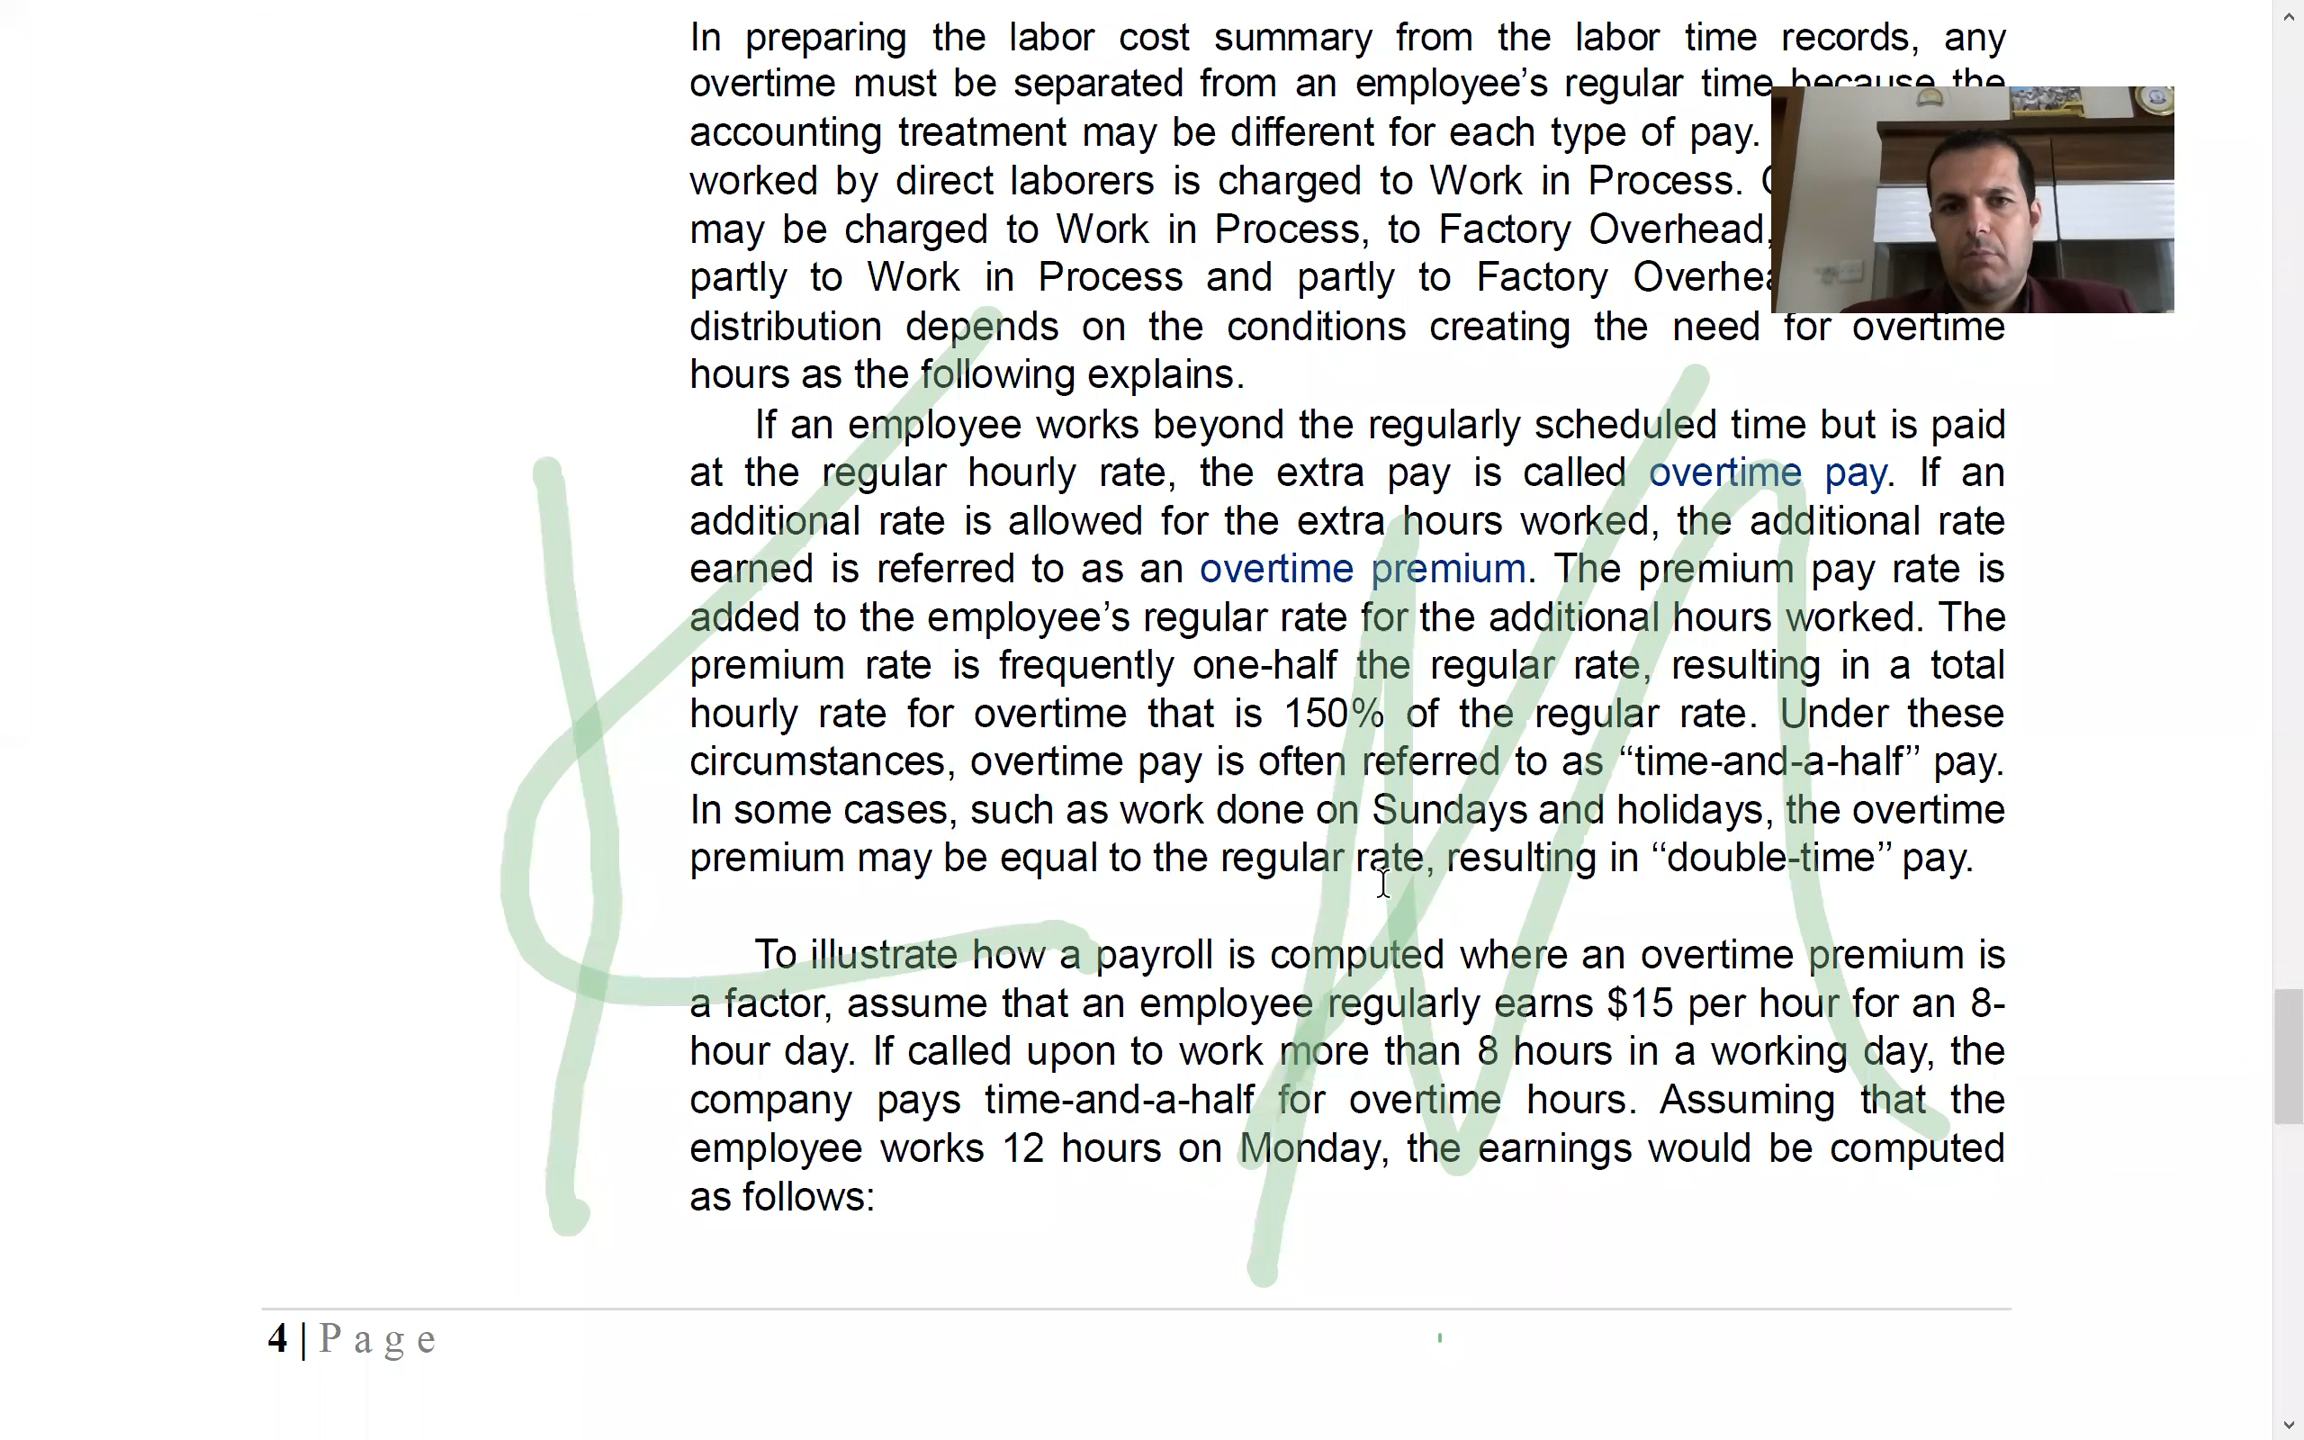 In preparing the labor cost summary from the labor time records, any
overtime must be separated from an employee’s regular time because the
accounting treatment may be different for each type of pay.
worked by direct laborers is charged to Work in Process.
may be charged to Work in Process, to Factory Overhead,
partly to Work in Process and partly to Factory
distribution depends on the conditions creating the need for overtime
hours as the following explains.
If an employee works beyond the regularly scheduled time but is paid
at the regular hourly rate, the extra pay is called overtime pay. If an
additional rate is allowed for the extra hours worked, the additional rate
earned is referred to as an overtime premium. The premium pay rate is
added to the employee’s regular rate for the additional hours worked. The
premium rate is frequently one-half the regular rate, resulting in a total
hourly rate for overtime that is 150% of the regular rate. Under these
circumstances, overtime pay is often referred to as “time-and-a-half” pay.
In some cases, such as work done on Sundays and holidays, the overtime
premium may be equal to the regular rate, resulting in “double-time” pay.
To illustrate how a payroll is computed where an overtime premium is
a factor, assume that an employee regularly earns $15 per hour for an 8-
hour day. If called upon to work more than 8 hours in a working day, the
company pays time-and-a-half for overtime hours. Assuming that the
employee works 12 hours on Monday, the earnings would be computed
as follows:
4 | Page